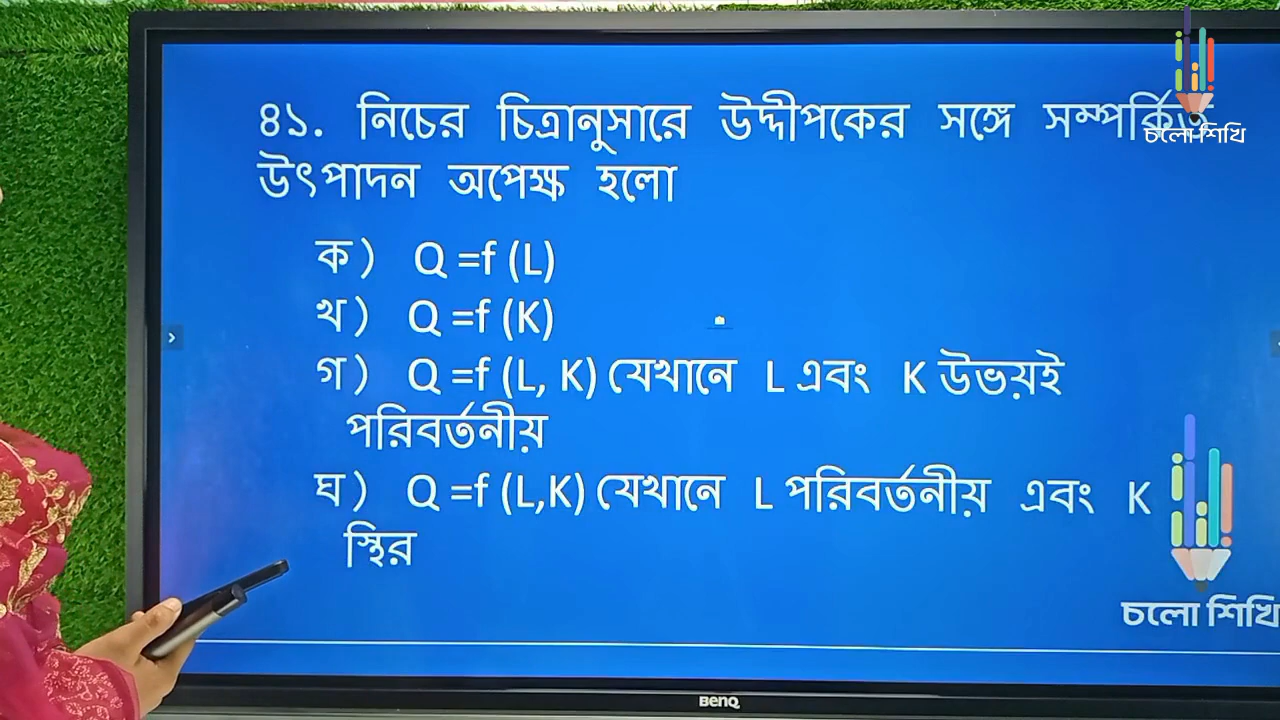 ৪১. নিচের চিত্রানুসারে উদ্দীপকের সঙ্গে সম্পর্কিত
চলো শিখি
উৎপাদন অপেক্ষ হলো
ক) Q =f (L)
খ) Q =f (K)
গ) Q =f (L, K) যেখানে L এবং K উভয়ই
পরিবর্তনীয়
ঘ) Q =f (L,K) যেখানে L পরিবর্তনীয় এবং K
স্থির
চলো শিখি
BenQ